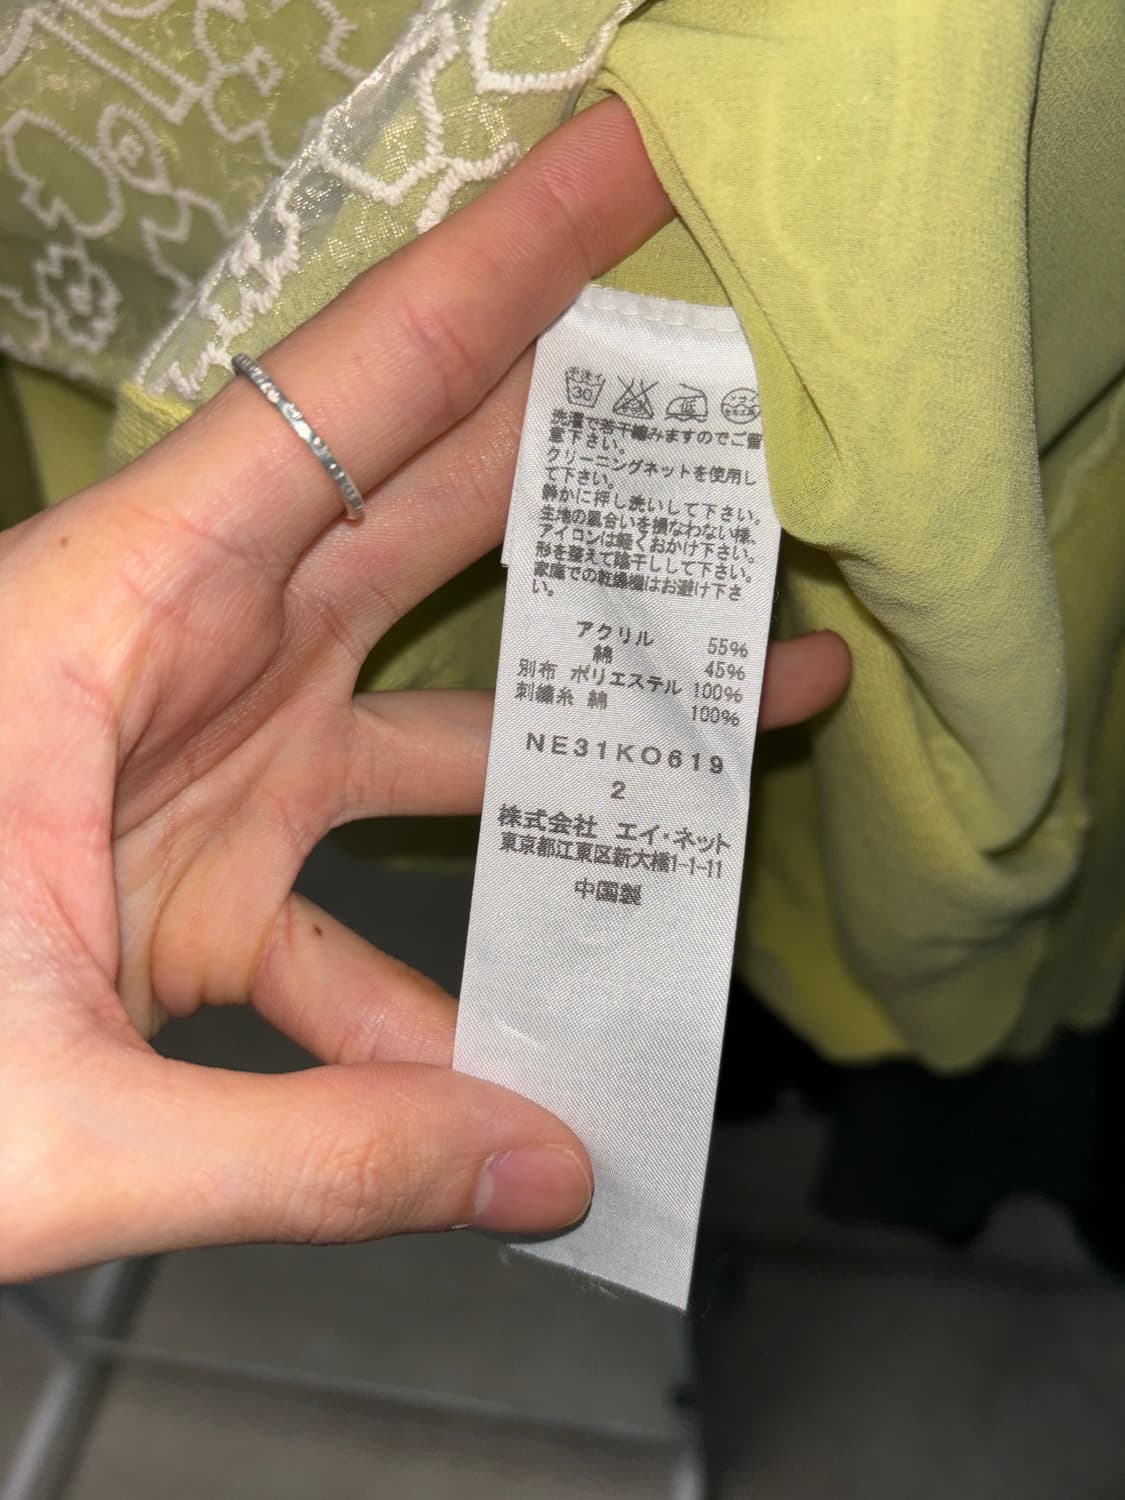 手洗イ
30
低
洗濯で若干縮みますのでご留
意下さい。
クリーニングネットを使用し
て下さい。
静かに押し洗いして下さい。
生地の風合いを損なわない様、
アイロンは軽くおかけ下さい。
形を整えて陰干しして下さい。
家庭での乾燥機はお避け下さ
い。
アクリル 55%
綿 45%
別布 ポリエステル 100%
刺繍糸 綿 100%
NE31KO619
2
株式会社 エイ・ネット
東京都江東区新大橋1-1-11
中国製